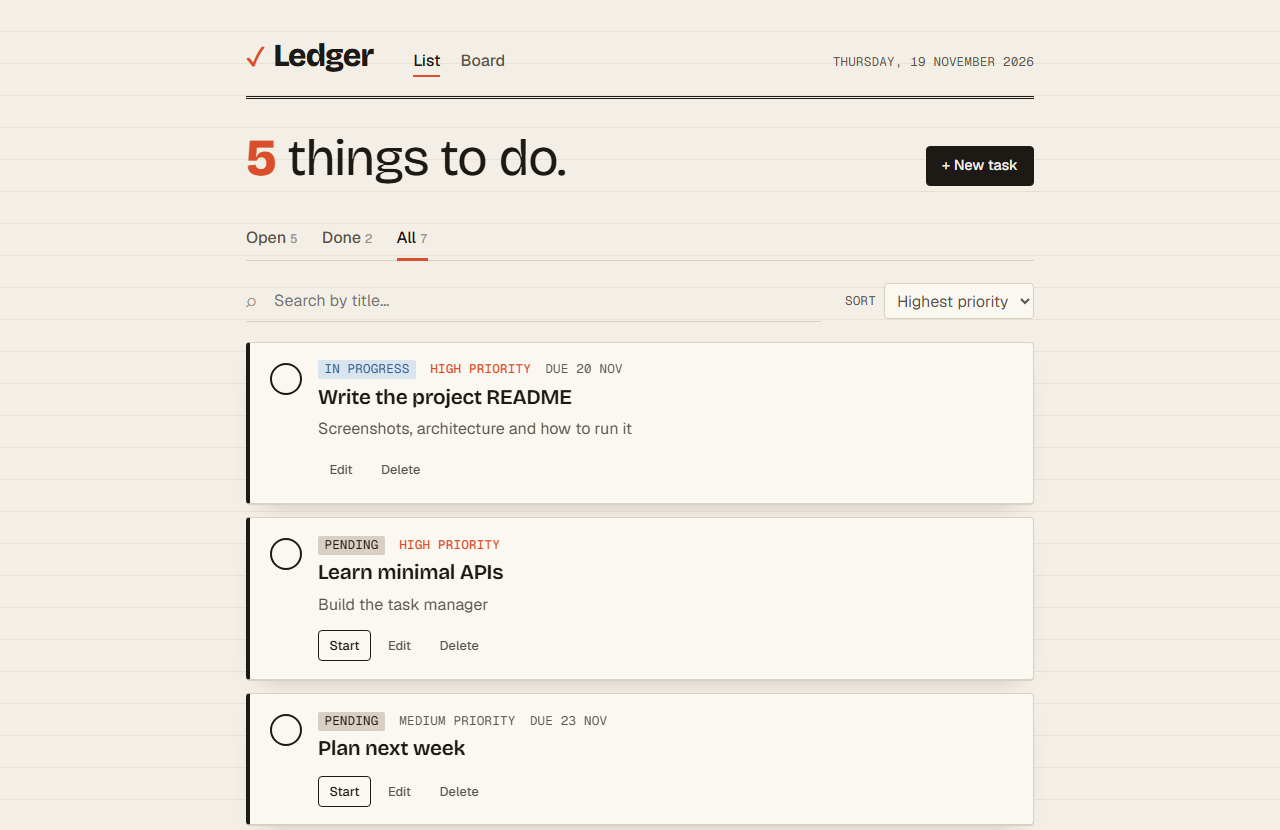 ✓ Ledger List Board THURSDAY, 19 NOVEMBER 2026
5 things to do. + New task
Open 5 Done 2 All 7
Search by title… SORT Highest priority
IN PROGRESS HIGH PRIORITY DUE 20 NOV
Write the project README
Screenshots, architecture and how to run it
Edit Delete
PENDING HIGH PRIORITY
Learn minimal APIs
Build the task manager
Start Edit Delete
PENDING MEDIUM PRIORITY DUE 23 NOV
Plan next week
Start Edit Delete